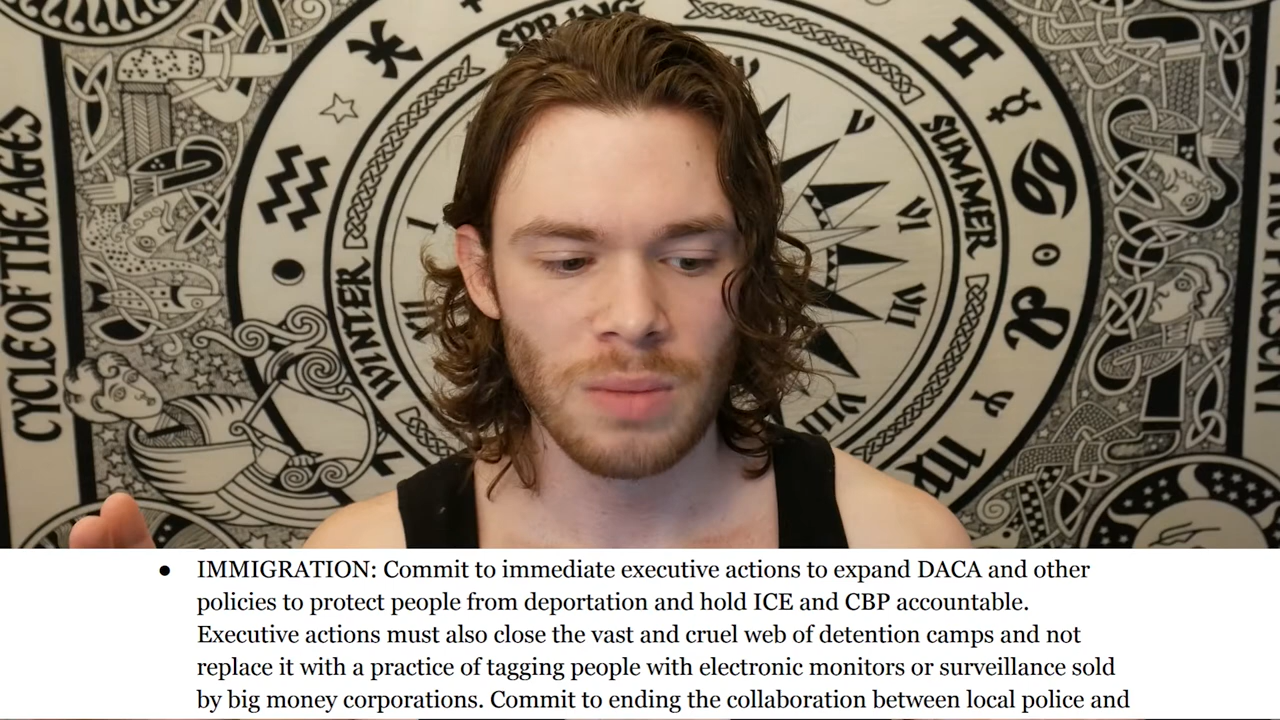 CYCLE OF THE AGES
SPRING
SUMMER
WINTER
I
VI
VII
VIII
IMMIGRATION: Commit to immediate executive actions to expand DACA and other
policies to protect people from deportation and hold ICE and CBP accountable.
Executive actions must also close the vast and cruel web of detention camps and not
replace it with a practice of tagging people with electronic monitors or surveillance sold
by big money corporations. Commit to ending the collaboration between local police and